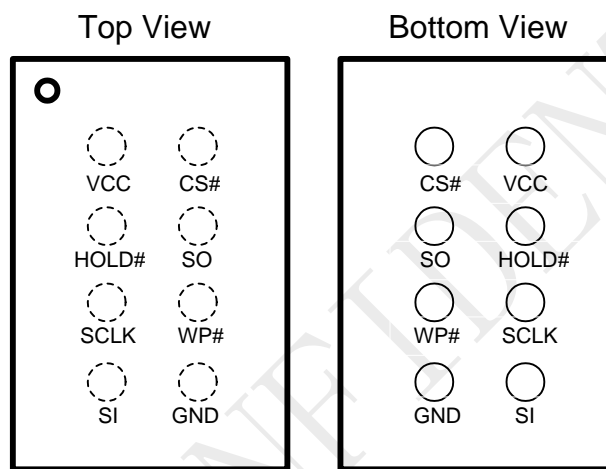 Top View Bottom View
VCC CS# CS# VCC
HOLD# SO SO HOLD#
SCLK WP# WP# SCLK
SI GND GND SI